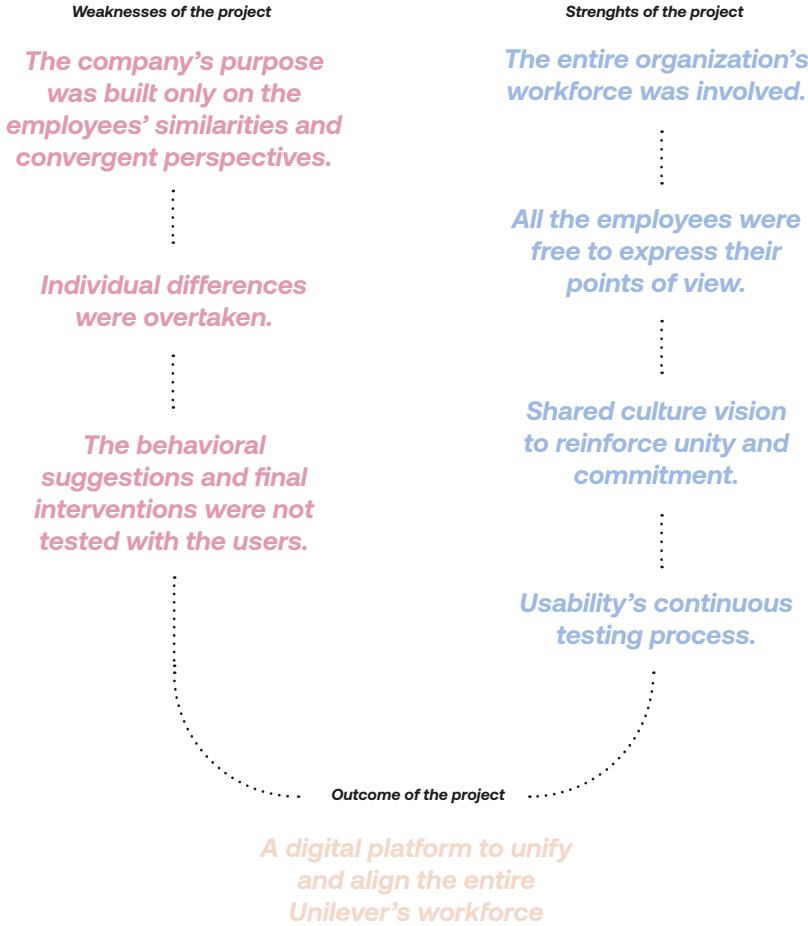 Weaknesses of the project
The company’s purpose
was built only on the
employees’ similarities and
convergent perspectives.
Individual differences
were overtaken.
The behavioral
suggestions and final
interventions were not
tested with the users.
Strenghts of the project
The entire organization’s
workforce was involved.
All the employees were
free to express their
points of view.
Shared culture vision
to reinforce unity and
commitment.
Usability’s continuous
testing process.
Outcome of the project
A digital platform to unify
and align the entire
Unilever’s workforce